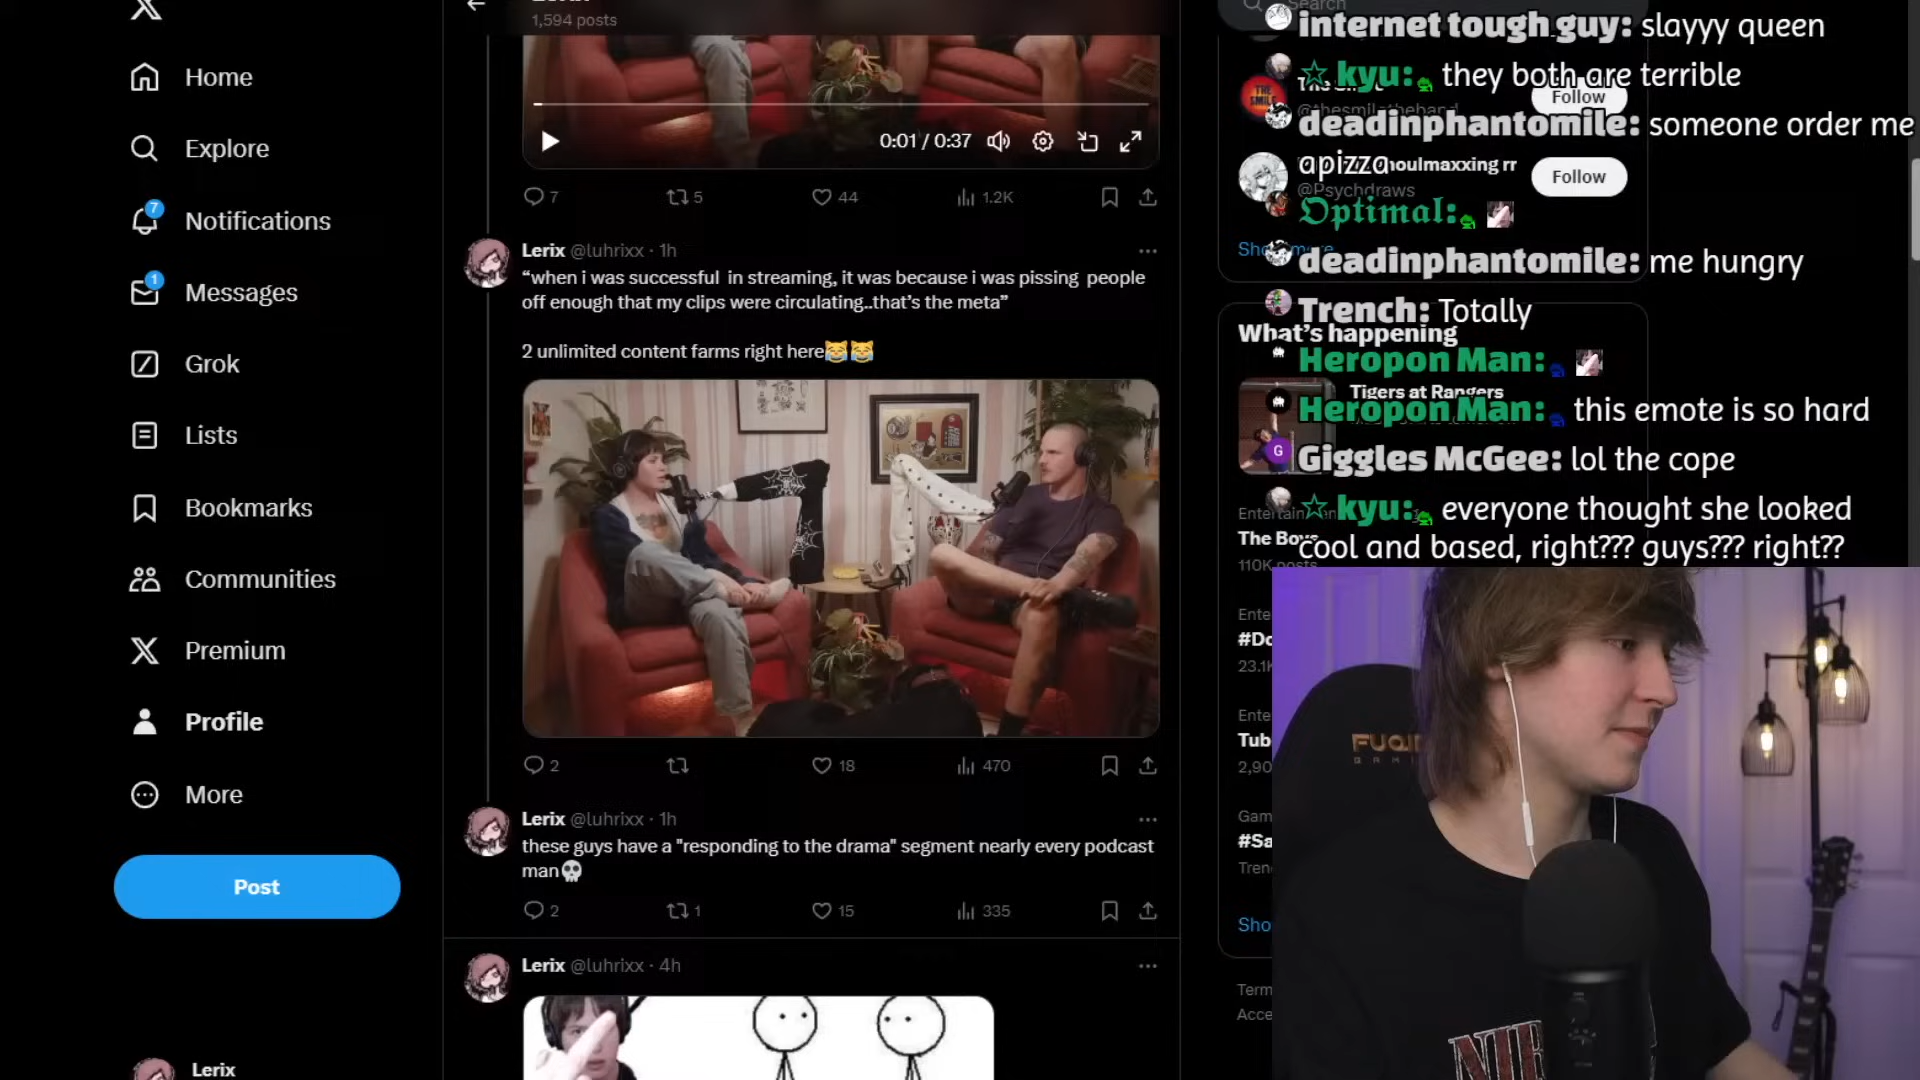 Home
Explore
7
Notifications
1
Messages
Grok
Lists
Bookmarks
Communities
Premium
Profile
More
Post
Lerix
1,594 posts
0:01 / 0:37
7
5
44
1.2K
Lerix @luhrixx · 1h
“when i was successful in streaming, it was because i was pissing people
off enough that my clips were circulating..that’s the meta”
2 unlimited content farms right here😹😹
2
18
470
Lerix @luhrixx · 1h
these guys have a "responding to the drama" segment nearly every podcast
man💀
2
1
15
335
Lerix @luhrixx · 4h
Search
THE SMILE
@thesmiletheband
Follow
@Psychdraws
Follow
Show more
What’s happening
Tigers at Rangers
The Boys
110K posts
internet tough guy: slayyy queen
☆ kyu: they both are terrible
deadinphantomile: someone order me
apizza
Optimal:
deadinphantomile: me hungry
Trench: Totally
Heropon Man:
Heropon Man: this emote is so hard
G
Giggles McGee: lol the cope
☆ kyu: everyone thought she looked
cool and based, right??? guys??? right??